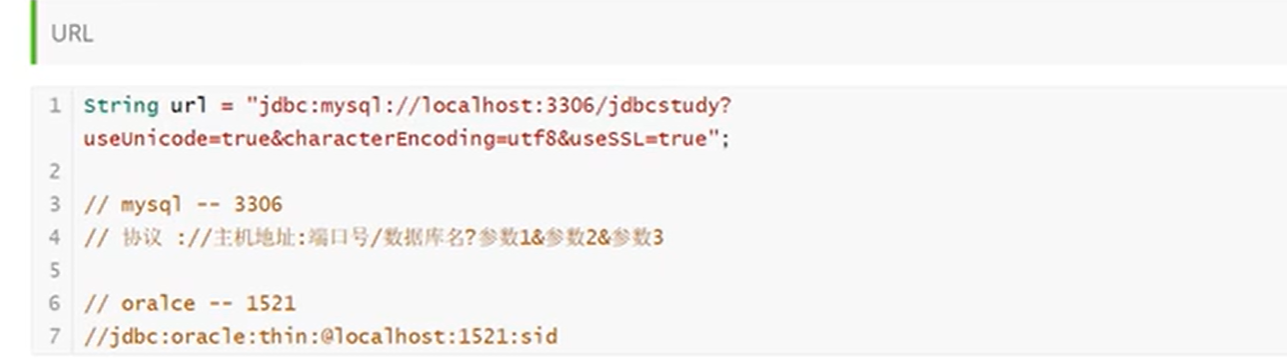 URL
1 String url = "jdbc:mysql://localhost:3306/jdbcstudy?
useUnicode=true&characterEncoding=utf8&useSSL=true";
2
3 // mysql -- 3306
4 // 协议 ://主机地址:端口号/数据库名?参数1&参数2&参数3
5
6 // oralce -- 1521
7 //jdbc:oracle:thin:@localhost:1521:sid